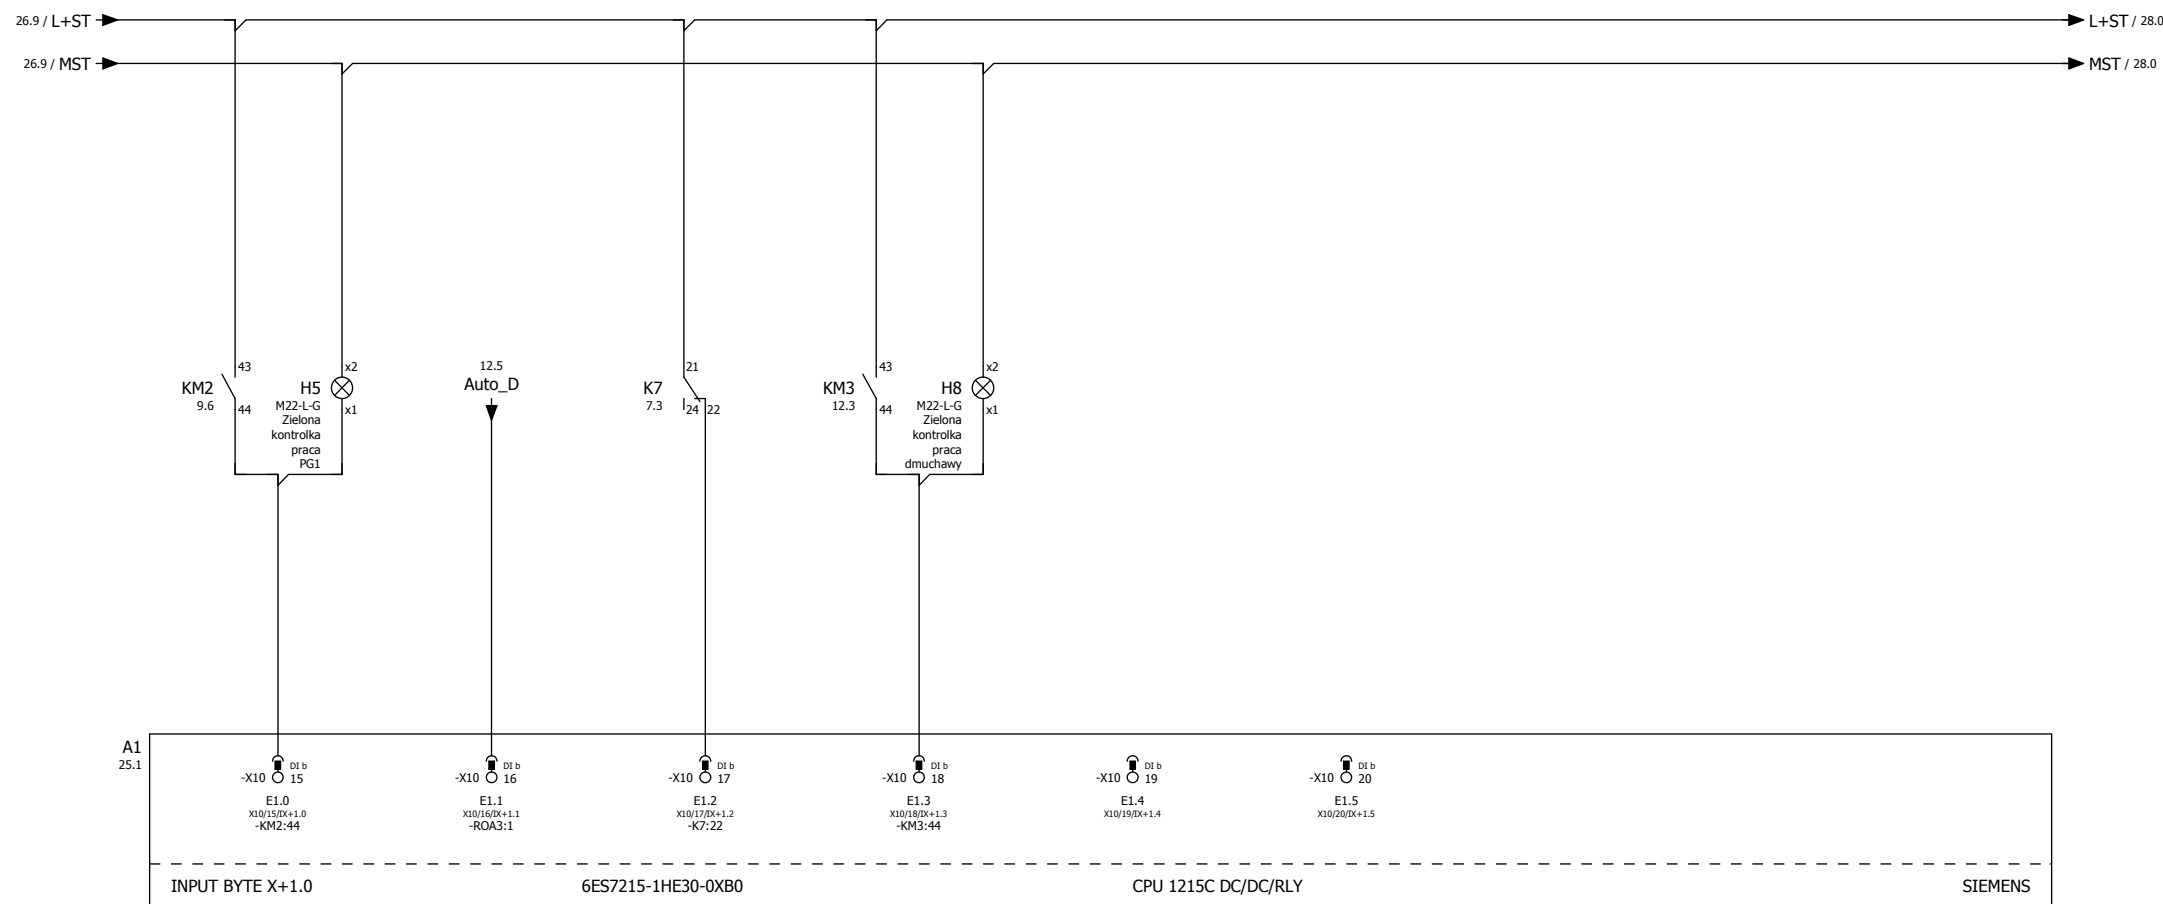 26.9 / L+ST
L+ST / 28.0
26.9 / MST
MST / 28.0
43
KM2
9.6
44
x2
H5
M22-L-G
x1
Zielona
kontrolka
praca
PG1
12.5
Auto_D
21
K7
7.3
24 22
43
KM3
12.3
44
x2
H8
M22-L-G
x1
Zielona
kontrolka
praca
dmuchawy
A1
25.1
DI b
-X10 15
E1.0
X10/15/IX+1.0
-KM2:44
DI b
-X10 16
E1.1
X10/16/IX+1.1
-ROA3:1
DI b
-X10 17
E1.2
X10/17/IX+1.2
-K7:22
DI b
-X10 18
E1.3
X10/18/IX+1.3
-KM3:44
DI b
-X10 19
E1.4
X10/19/IX+1.4
DI b
-X10 20
E1.5
X10/20/IX+1.5
INPUT BYTE X+1.0 6ES7215-1HE30-0XB0 CPU 1215C DC/DC/RLY SIEMENS